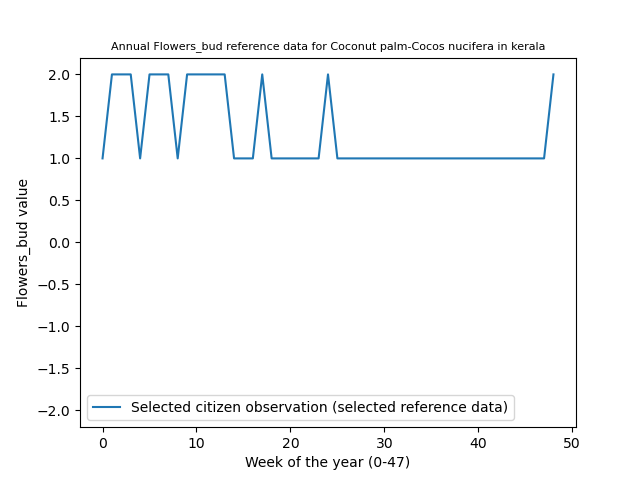 Annual Flowers_bud reference data for Coconut palm-Cocos nucifera in kerala
2.0
1.5
1.0
0.5
0.0
−0.5
−1.0
−1.5
−2.0
Flowers_bud value
Selected citizen observation (selected reference data)
0 10 20 30 40 50
Week of the year (0-47)